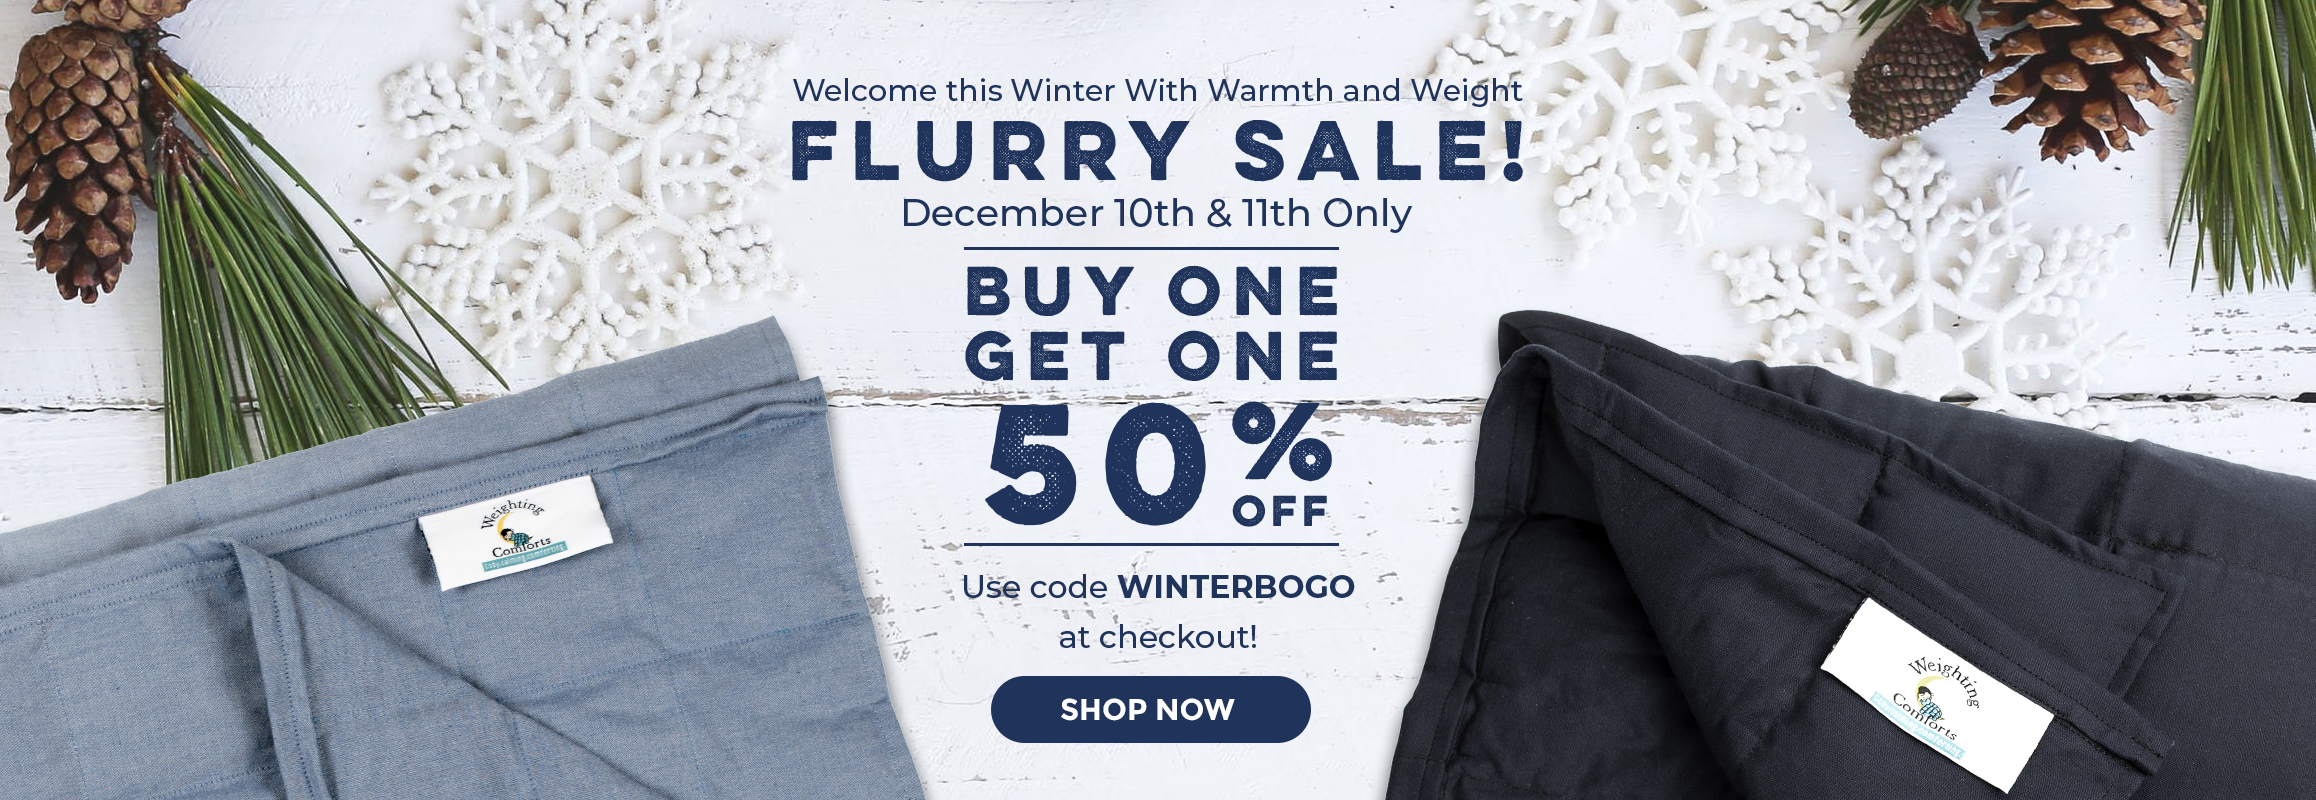 Welcome this Winter With Warmth and Weight
FLURRY SALE!
December 10th & 11th Only
BUY ONE
GET ONE
50%
OFF
Use code WINTERBOGO
at checkout!
SHOP NOW
Weighting
Comforts
Weighting
Comforts